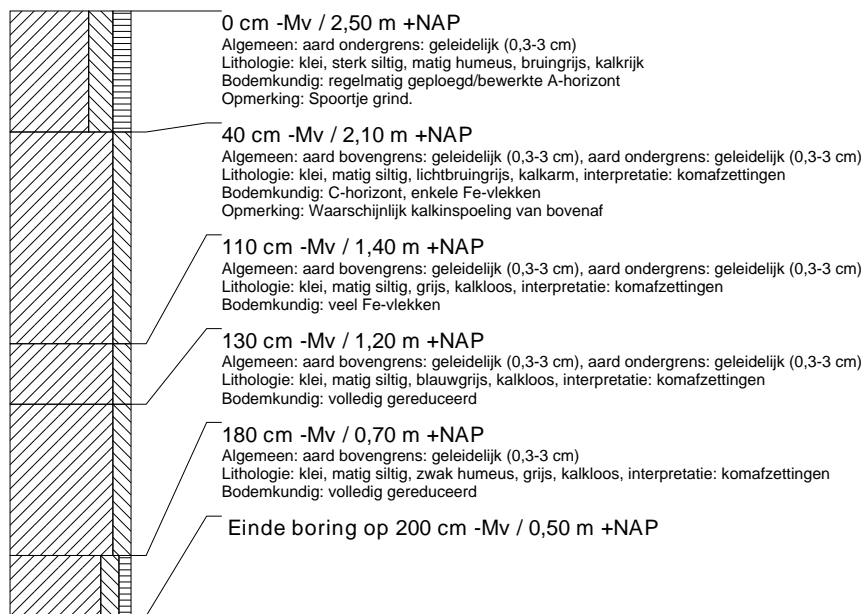 0 cm -Mv / 2,50 m +NAP
Algemeen: aard ondergrens: geleidelijk (0,3-3 cm)
Lithologie: klei, sterk siltig, matig humeus, bruingrijs, kalkrijk
Bodemkundig: regelmatig geploegd/bewerkte A-horizont
Opmerking: Spoortje grind.
40 cm -Mv / 2,10 m +NAP
Algemeen: aard bovengrens: geleidelijk (0,3-3 cm), aard ondergrens: geleidelijk (0,3-3 cm)
Lithologie: klei, matig siltig, lichtbruingrijs, kalkarm, interpretatie: komafzettingen
Bodemkundig: C-horizont, enkele Fe-vlekken
Opmerking: Waarschijnlijk kalkinspoeling van bovenaf
110 cm -Mv / 1,40 m +NAP
Algemeen: aard bovengrens: geleidelijk (0,3-3 cm), aard ondergrens: geleidelijk (0,3-3 cm)
Lithologie: klei, matig siltig, grijs, kalkloos, interpretatie: komafzettingen
Bodemkundig: veel Fe-vlekken
130 cm -Mv / 1,20 m +NAP
Algemeen: aard bovengrens: geleidelijk (0,3-3 cm), aard ondergrens: geleidelijk (0,3-3 cm)
Lithologie: klei, matig siltig, blauwgrijs, kalkloos, interpretatie: komafzettingen
Bodemkundig: volledig gereduceerd
180 cm -Mv / 0,70 m +NAP
Algemeen: aard bovengrens: geleidelijk (0,3-3 cm)
Lithologie: klei, matig siltig, zwak humeus, grijs, kalkloos, interpretatie: komafzettingen
Bodemkundig: volledig gereduceerd
Einde boring op 200 cm -Mv / 0,50 m +NAP